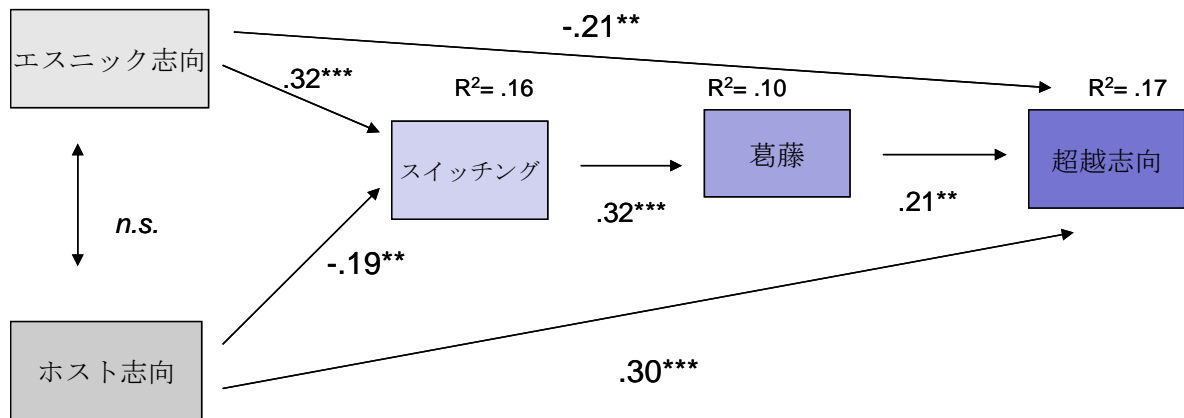 -.21**
エスニック志向
.32***
R²= .16
R²= .10
R²= .17
スイッチング
葛藤
超越志向
.32***
.21**
n.s.
-.19**
ホスト志向
.30***